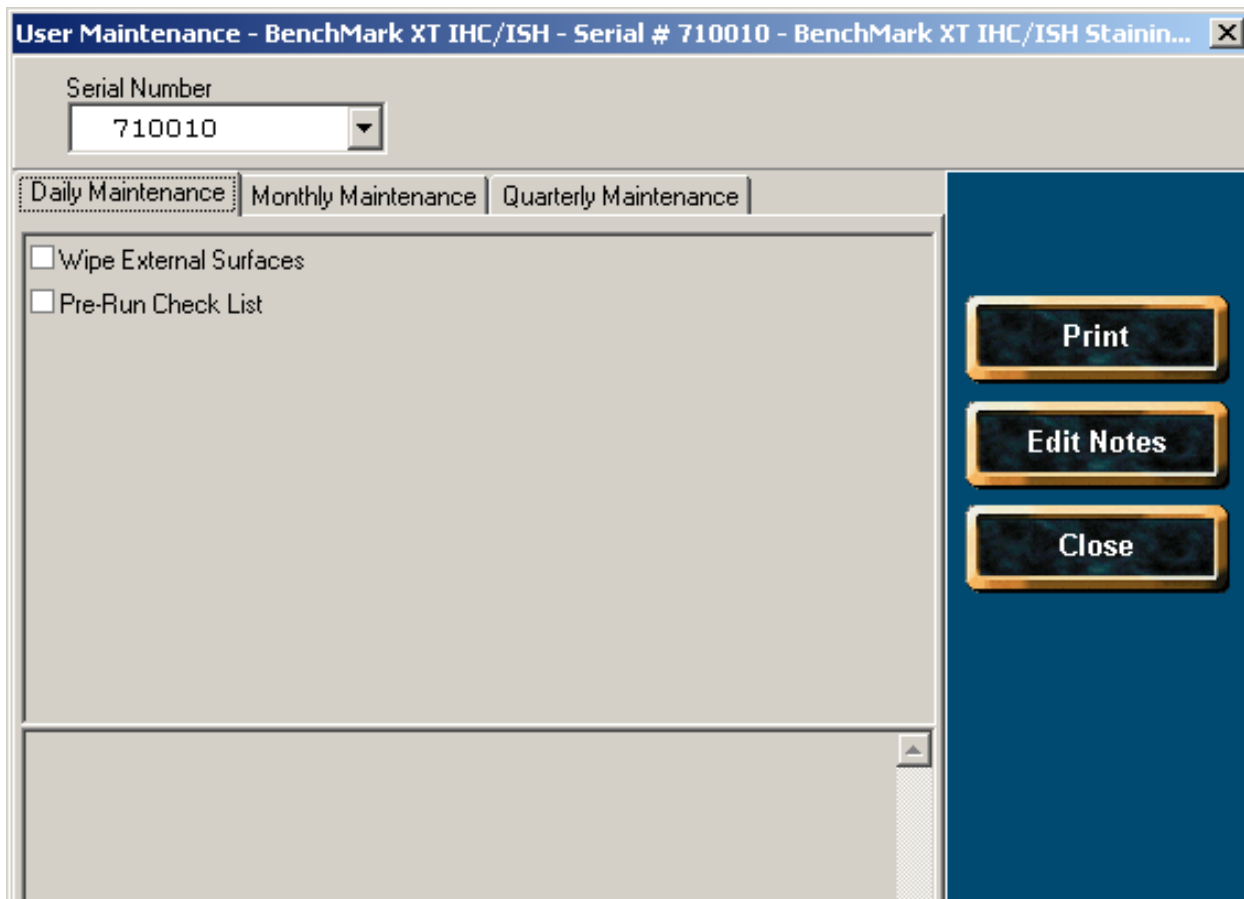 User Maintenance - BenchMark XT IHC/ISH - Serial # 710010 - BenchMark XT IHC/ISH Stainin...
Serial Number
710010
Daily Maintenance
Monthly Maintenance
Quarterly Maintenance
Wipe External Surfaces
Pre-Run Check List
Print
Edit Notes
Close